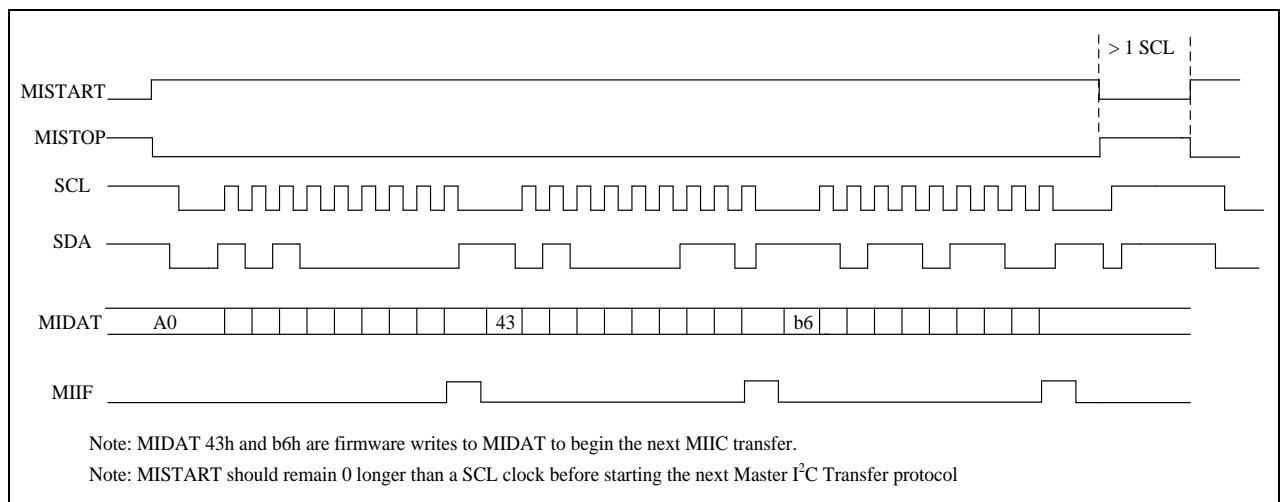 > 1 SCL
MISTART
MISTOP
SCL
SDA
MIDAT A0 43 b6
MIIF
Note: MIDAT 43h and b6h are firmware writes to MIDAT to begin the next MIIC transfer.
Note: MISTART should remain 0 longer than a SCL clock before starting the next Master I²C Transfer protocol